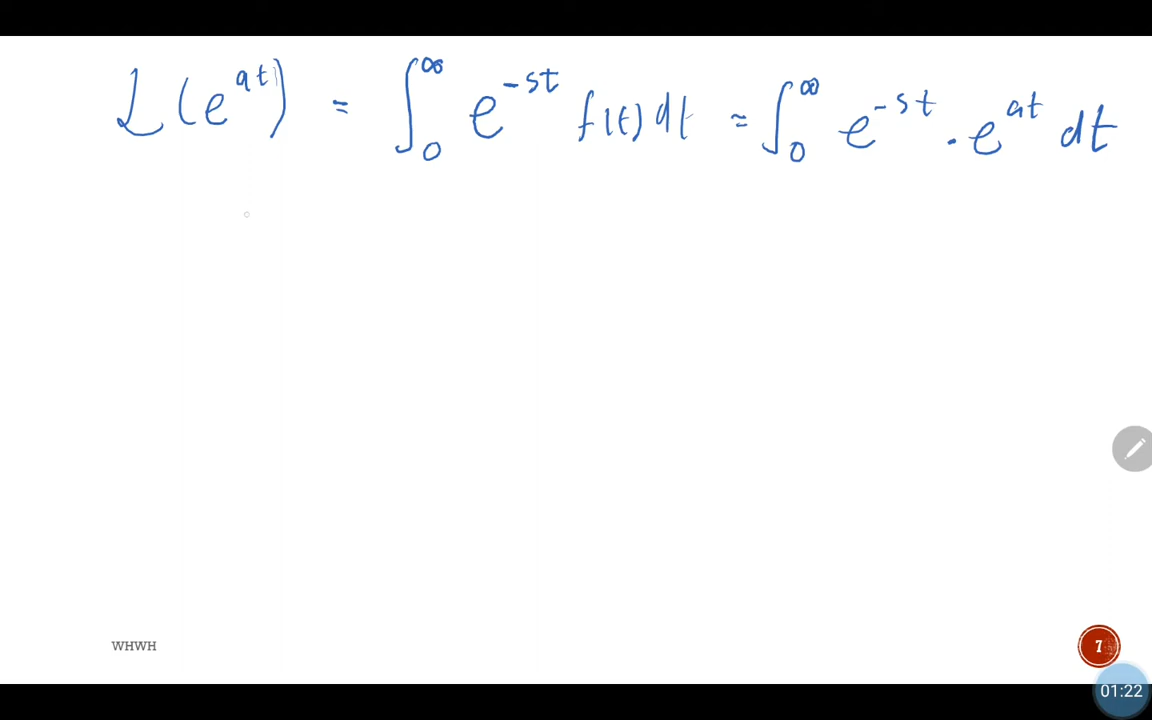 L(e^{at}) = ∫_0^∞ e^{-st} f(t) dt = ∫_0^∞ e^{-st} . e^{at} dt
WHWH
7
01:22